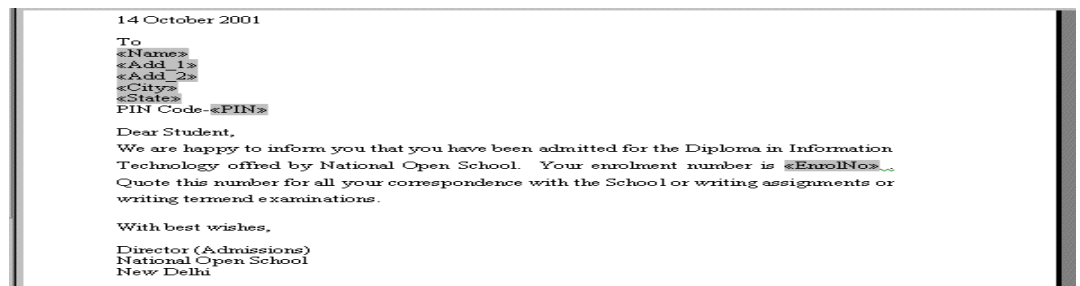 14 October 2001
To
«Name»
«Add_1»
«Add_2»
«City»
«State»
PIN Code-«PIN»
Dear Student,
We are happy to inform you that you have been admitted for the Diploma in Information
Technology offred by National Open School. Your enrolment number is «EnrolNo».
Quote this number for all your correspondence with the School or writing assignments or
writing termend examinations.
With best wishes,
Director (Admissions)
National Open School
New Delhi